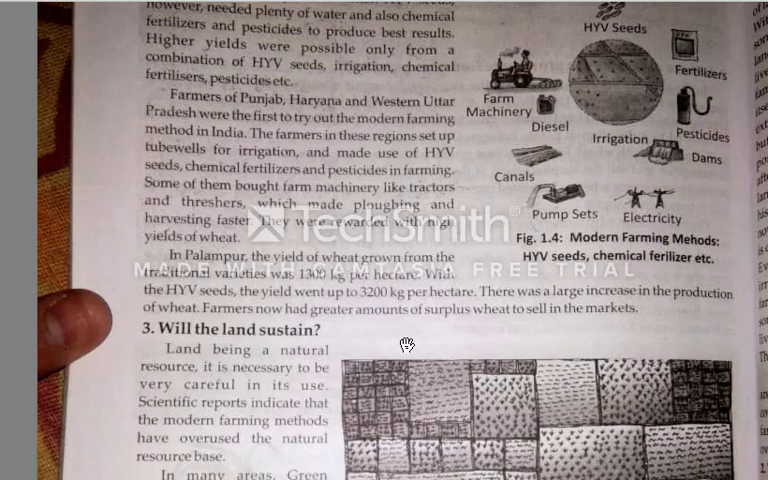 however, needed plenty of water and also chemical
fertilizers and pesticides to produce best results.
Higher yields were possible only from a
combination of HYV seeds, irrigation, chemical
fertilisers, pesticides etc.
Farmers of Punjab, Haryana and Western Uttar
Pradesh were the first to try out the modern farming
method in India. The farmers in these regions set up
tubewells for irrigation, and made use of HYV
seeds, chemical fertilizers and pesticides in farming.
Some of them bought farm machinery like tractors
and threshers, which made ploughing and
harvesting faster. They were rewarded with high
yields of wheat.
In Palampur, the yield of wheat grown from the
traditional varieties was 1300 kg per hectare. With
the HYV seeds, the yield went up to 3200 kg per hectare. There was a large increase in the production
of wheat. Farmers now had greater amounts of surplus wheat to sell in the markets.
HYV Seeds
Fertilizers
Farm
Machinery
Diesel
Pesticides
Irrigation
Dams
Canals
Pump Sets
Electricity
Fig. 1.4: Modern Farming Mehods:
HYV seeds, chemical ferilizer etc.
3. Will the land sustain?
Land being a natural
resource, it is necessary to be
very careful in its use.
Scientific reports indicate that
the modern farming methods
have overused the natural
resource base.
In many areas, Green
TechSmith
MADE WITH CAMTASIA FREE TRIAL